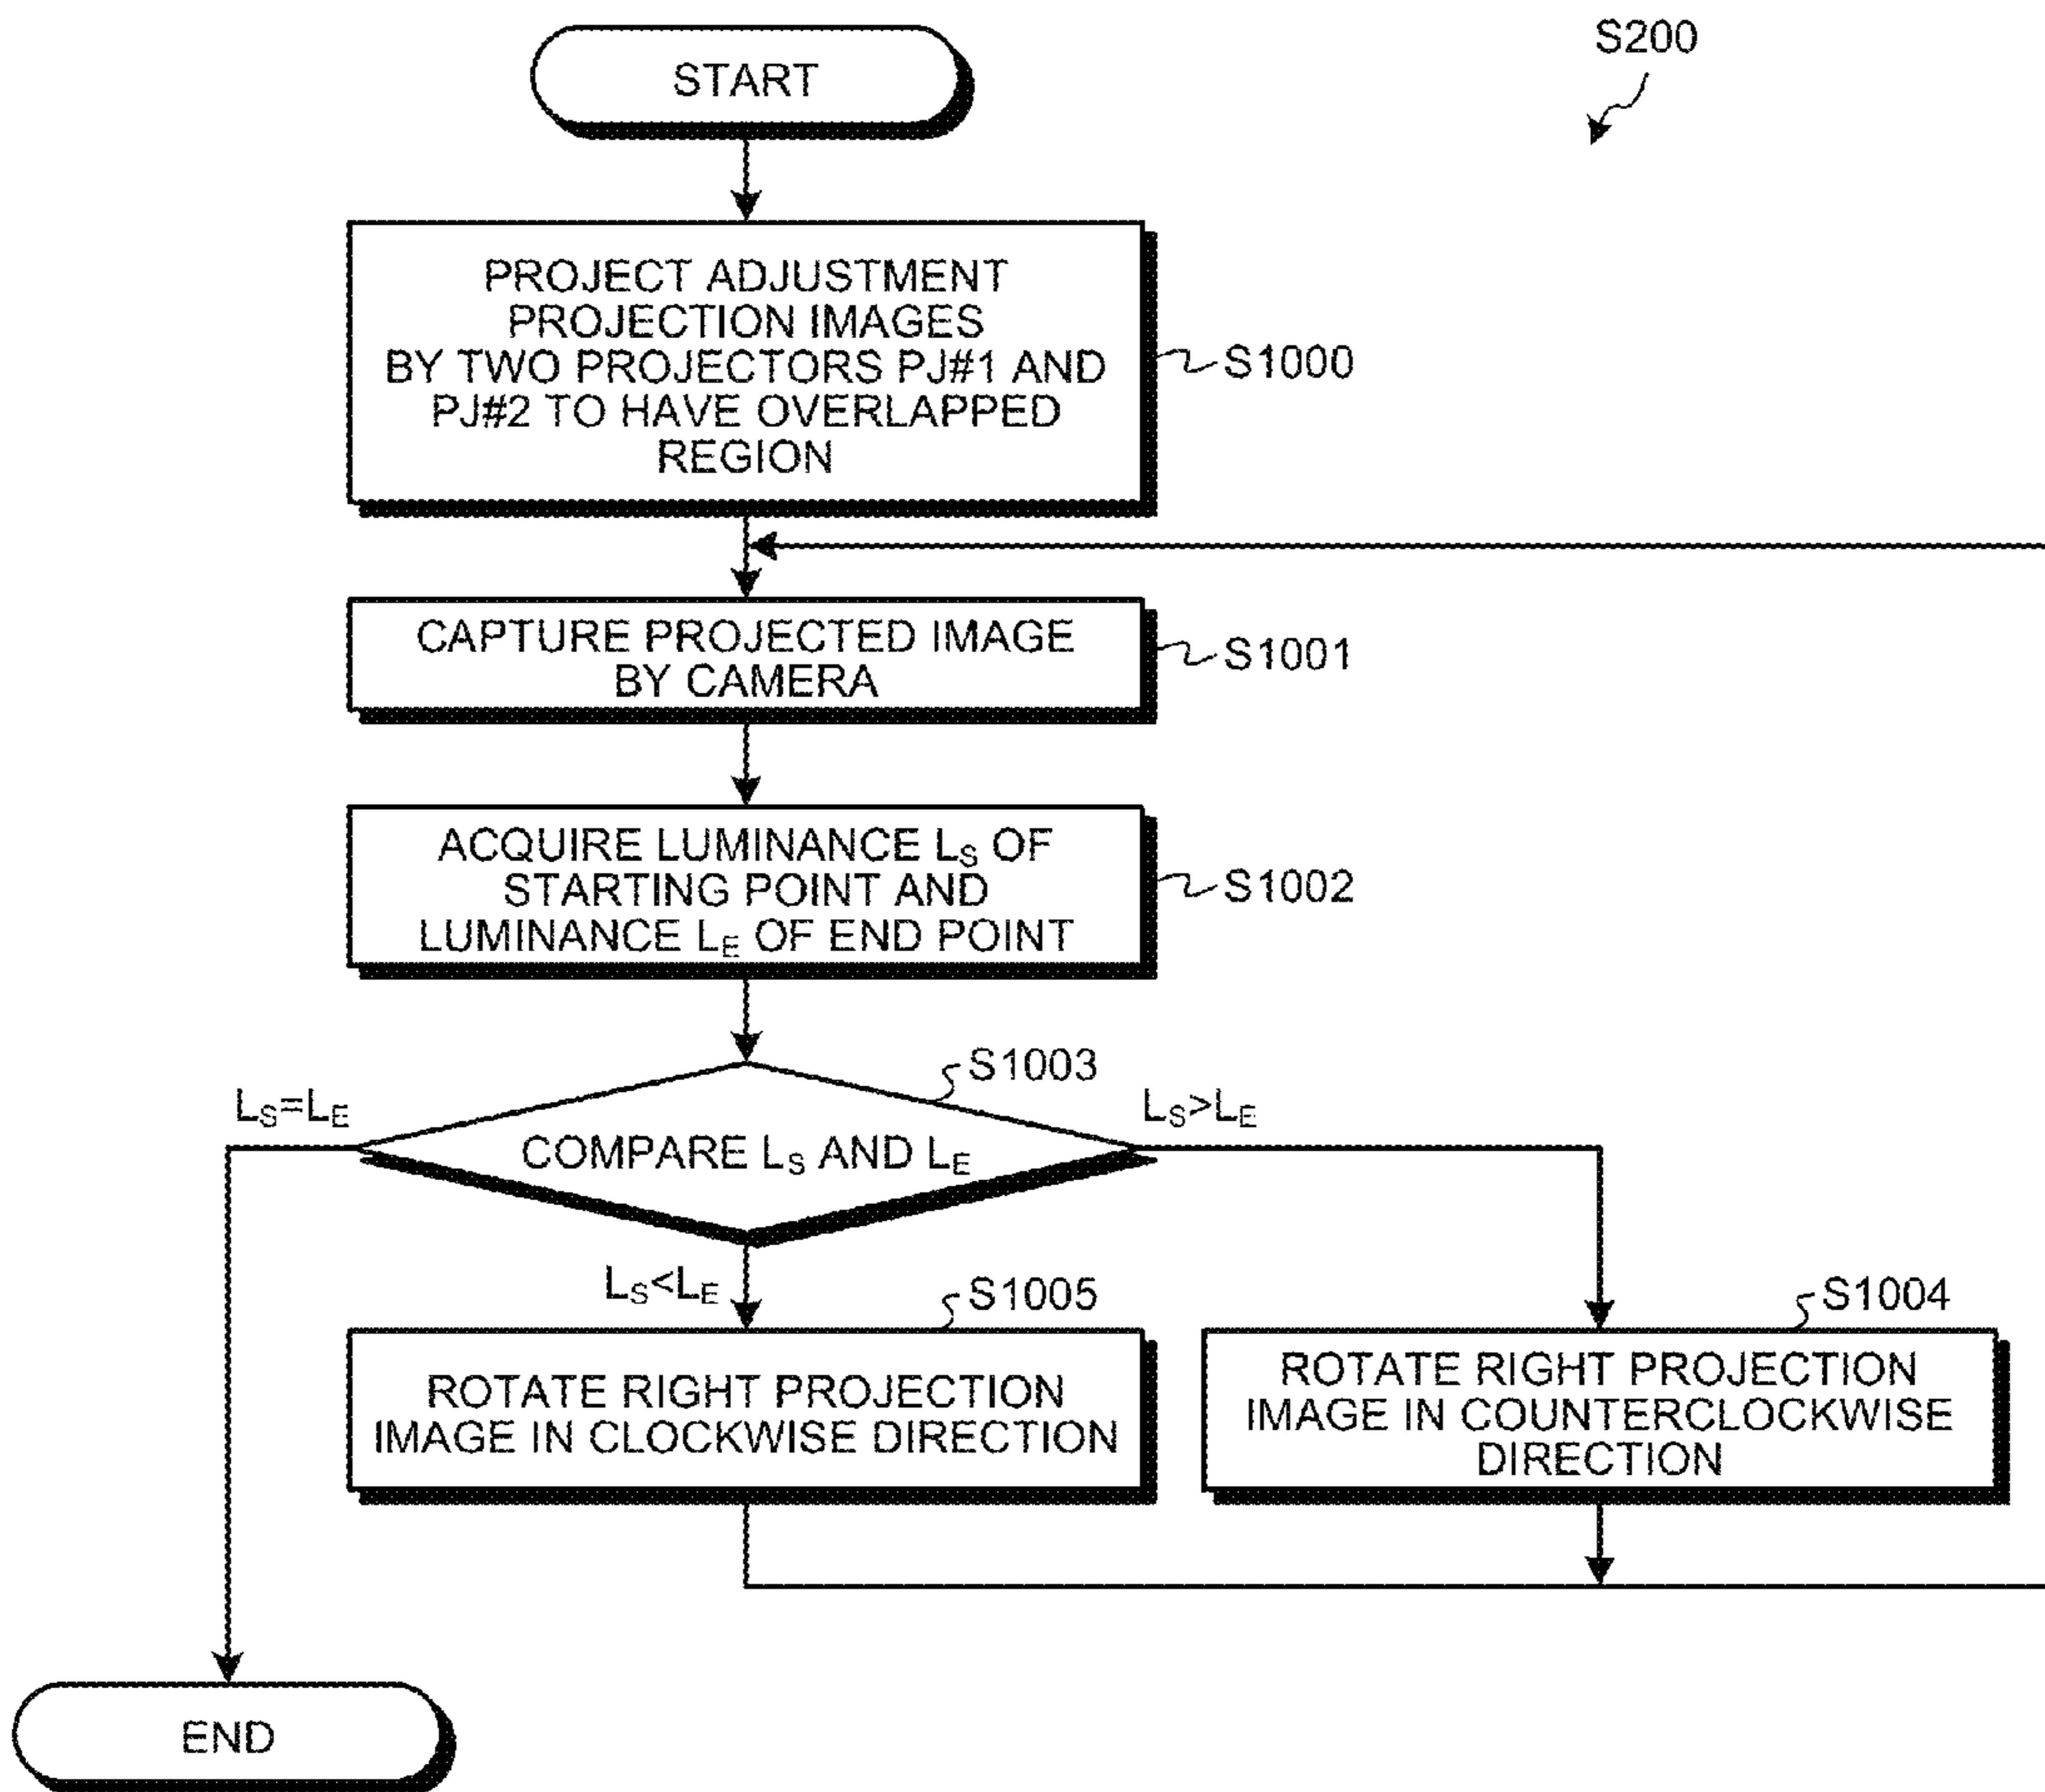 S200
START
PROJECT ADJUSTMENT
PROJECTION IMAGES
BY TWO PROJECTORS PJ#1 AND
PJ#2 TO HAVE OVERLAPPED
REGION
S1000
CAPTURE PROJECTED IMAGE
BY CAMERA
S1001
ACQUIRE LUMINANCE LS OF
STARTING POINT AND
LUMINANCE LE OF END POINT
S1002
S1003
LS=LE
COMPARE LS AND LE
LS>LE
LS<LE
S1005
ROTATE RIGHT PROJECTION
IMAGE IN CLOCKWISE DIRECTION
S1004
ROTATE RIGHT PROJECTION
IMAGE IN COUNTERCLOCKWISE
DIRECTION
END